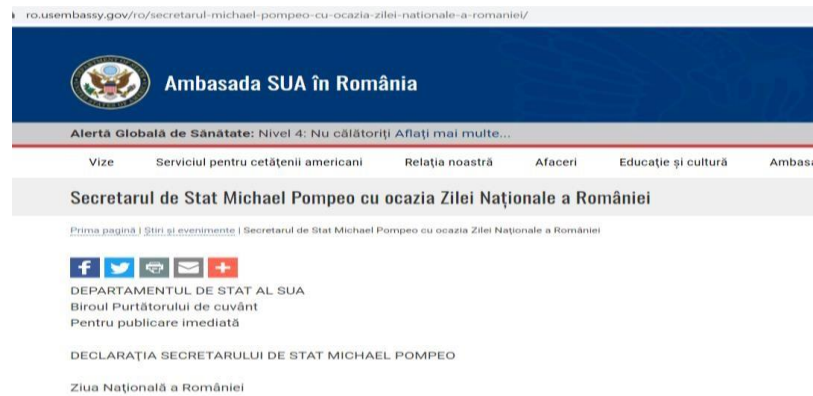 ro.usembassy.gov/ro/secretarul-michael-pompeo-cu-ocazia-zilei-nationale-a-romaniei/
Ambasada SUA în România
Alertă Globală de Sănătate: Nivel 4: Nu călătoriți Aflați mai multe...
Vize Serviciul pentru cetățenii americani Relația noastră Afaceri Educație și cultură Ambasa
Secretarul de Stat Michael Pompeo cu ocazia Zilei Naționale a României
Prima pagină | Știri și evenimente | Secretarul de Stat Michael Pompeo cu ocazia Zilei Naționale a României
DEPARTAMENTUL DE STAT AL SUA
Biroul Purtătorului de cuvânt
Pentru publicare imediată
DECLARAȚIA SECRETARULUI DE STAT MICHAEL POMPEO
Ziua Națională a României